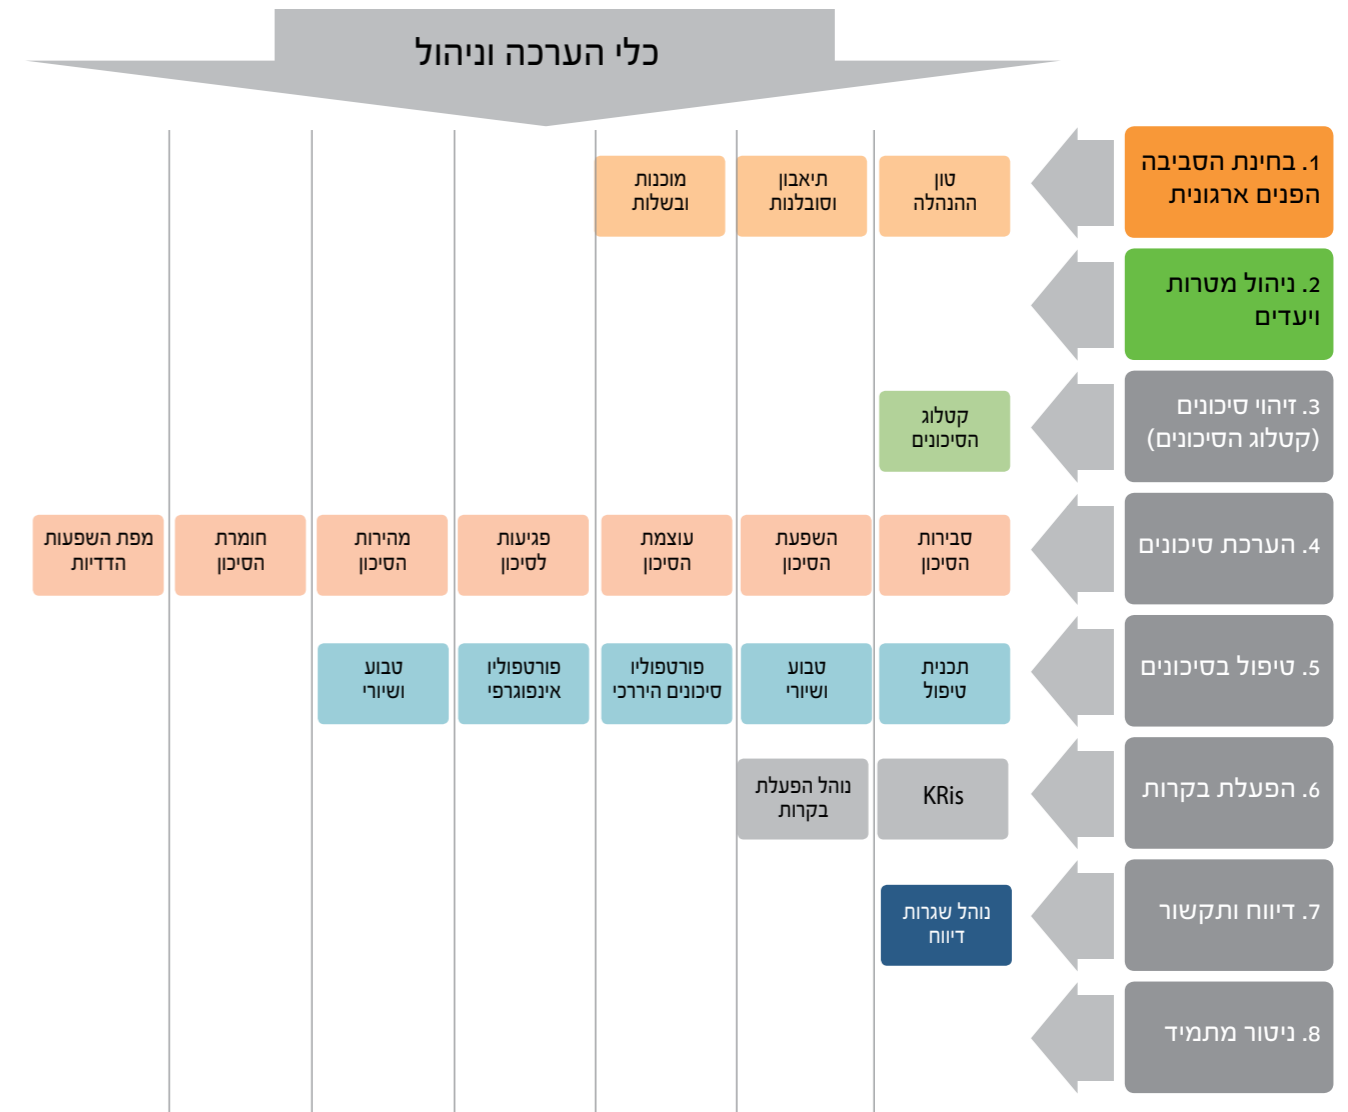 כלי הערכה וניהול
1. בחינת הסביבה
הפנים ארגונית
טון
ההנהלה
תיאבון
וסובלנות
מוכנות
ובשלות
2. ניהול מטרות
ויעדים
3. זיהוי סיכונים
(קטלוג הסיכונים)
קטלוג
הסיכונים
4. הערכת סיכונים
סבירות
הסיכון
השפעת
הסיכון
עוצמת
הסיכון
פגיעות
לסיכון
מהירות
הסיכון
חומרת
הסיכון
מפת השפעות
הדדיות
5. טיפול בסיכונים
תכנית
טיפול
טבוע
ושיורי
פורטפוליו
סיכונים היררכי
פורטפוליו
אינפוגרפי
טבוע
ושיורי
6. הפעלת בקרות
KRis
נוהל הפעלת
בקרות
7. דיווח ותקשור
נוהל שגרות
דיווח
8. ניטור מתמיד